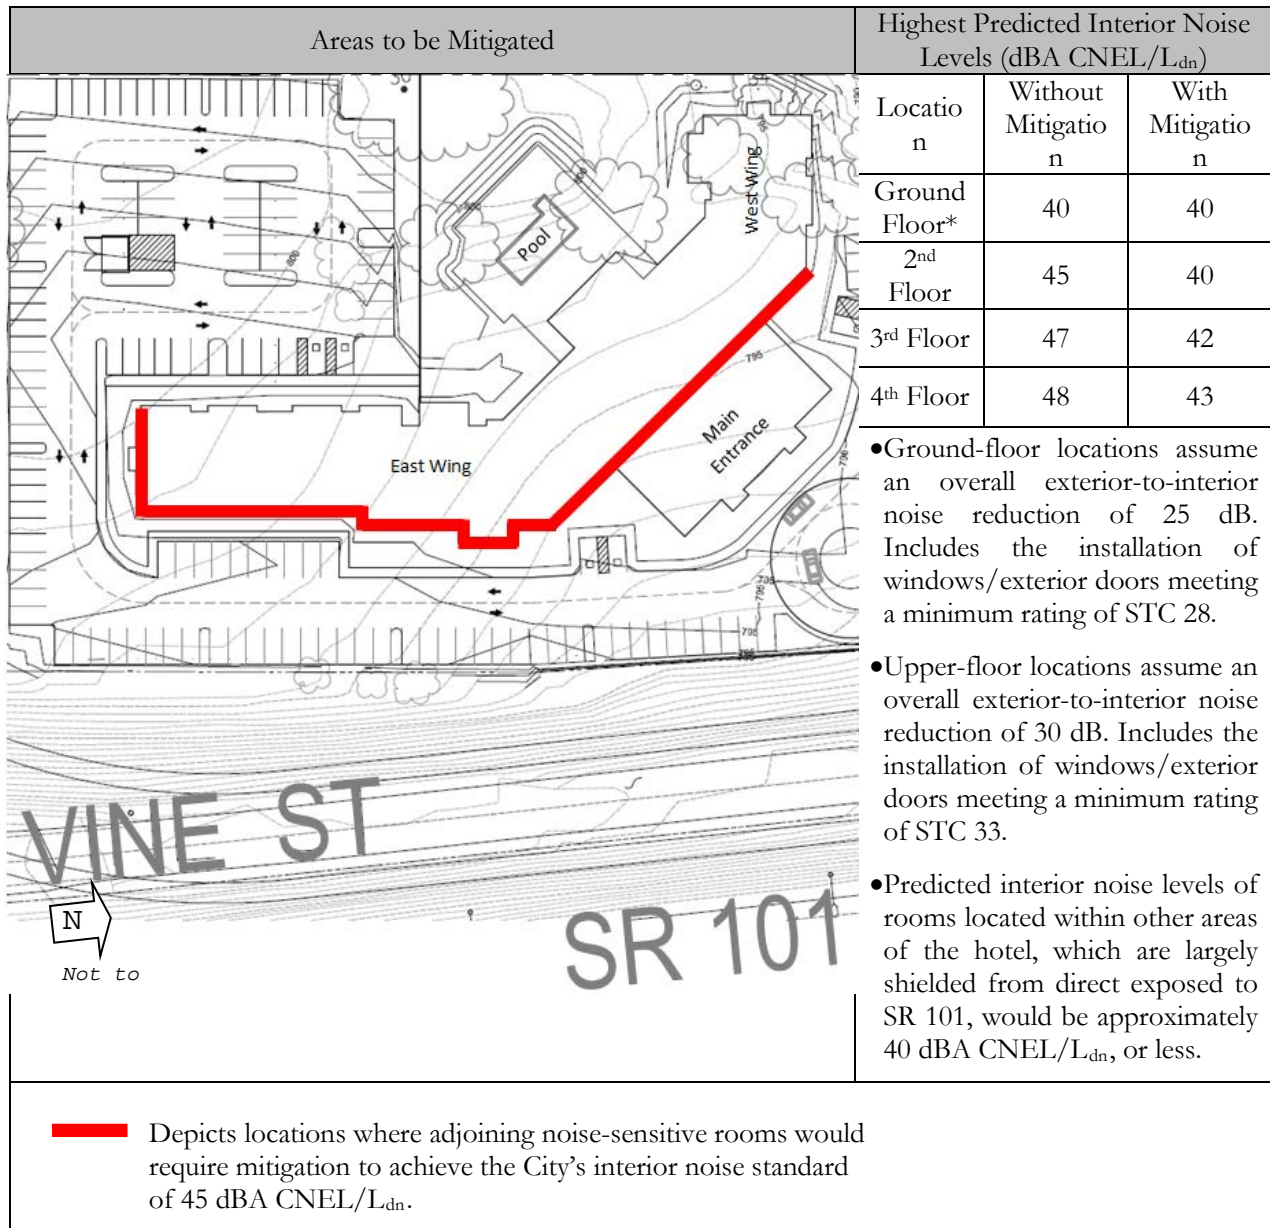 Areas to be Mitigated
Highest Predicted Interior Noise
Levels (dBA CNEL/Ldn)
Locatio
n
Without
Mitigatio
n
With
Mitigatio
n
Ground
Floor*
40
40
2nd
Floor
45
40
3rd Floor
47
42
4th Floor
48
43
•Ground-floor locations assume
an overall exterior-to-interior
noise reduction of 25 dB.
Includes the installation of
windows/exterior doors meeting
a minimum rating of STC 28.
•Upper-floor locations assume an
overall exterior-to-interior noise
reduction of 30 dB. Includes the
installation of windows/exterior
doors meeting a minimum rating
of STC 33.
•Predicted interior noise levels of
rooms located within other areas
of the hotel, which are largely
shielded from direct exposed to
SR 101, would be approximately
40 dBA CNEL/Ldn, or less.
West Wing
Pool
800
795
Main
Entrance
East Wing
795
795
VINE ST
SR 101
N
Not to
Depicts locations where adjoining noise-sensitive rooms would
require mitigation to achieve the City’s interior noise standard
of 45 dBA CNEL/Ldn.